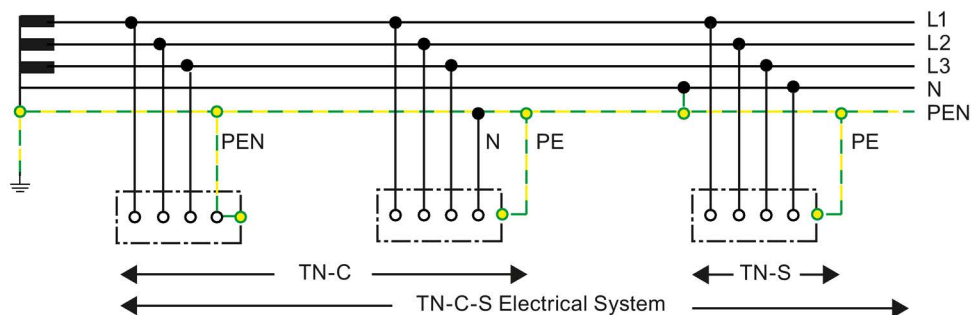 L1
L2
L3
N
PEN
PEN
N
PE
PE
TN-C
TN-S
TN-C-S Electrical System